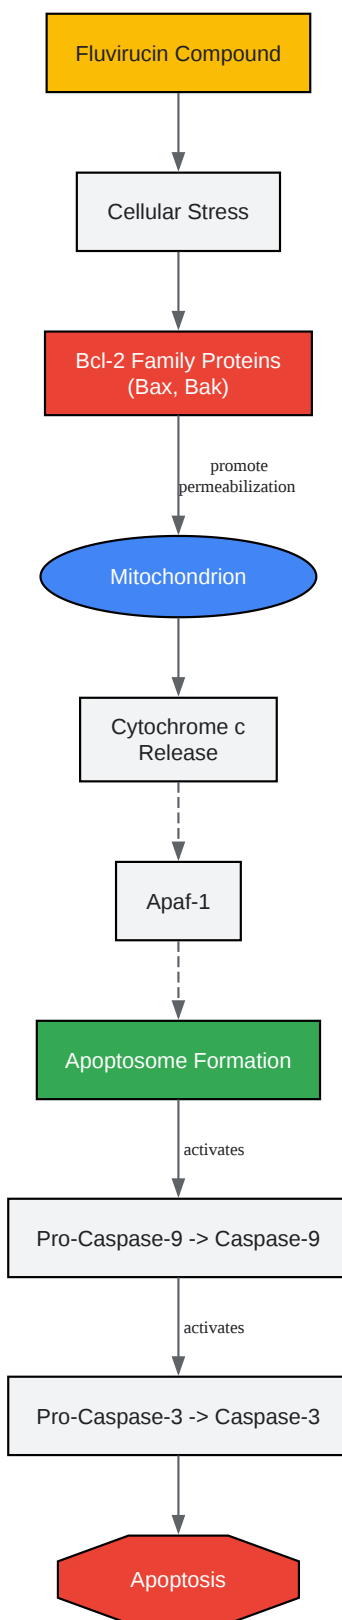 Fluvirucin Compound
Cellular Stress
Bcl-2 Family Proteins
(Bax, Bak)
promote
permeabilization
Mitochondrion
Cytochrome c
Release
Apaf-1
Apoptosome Formation
activates
Pro-Caspase-9 -> Caspase-9
activates
Pro-Caspase-3 -> Caspase-3
Apoptosis